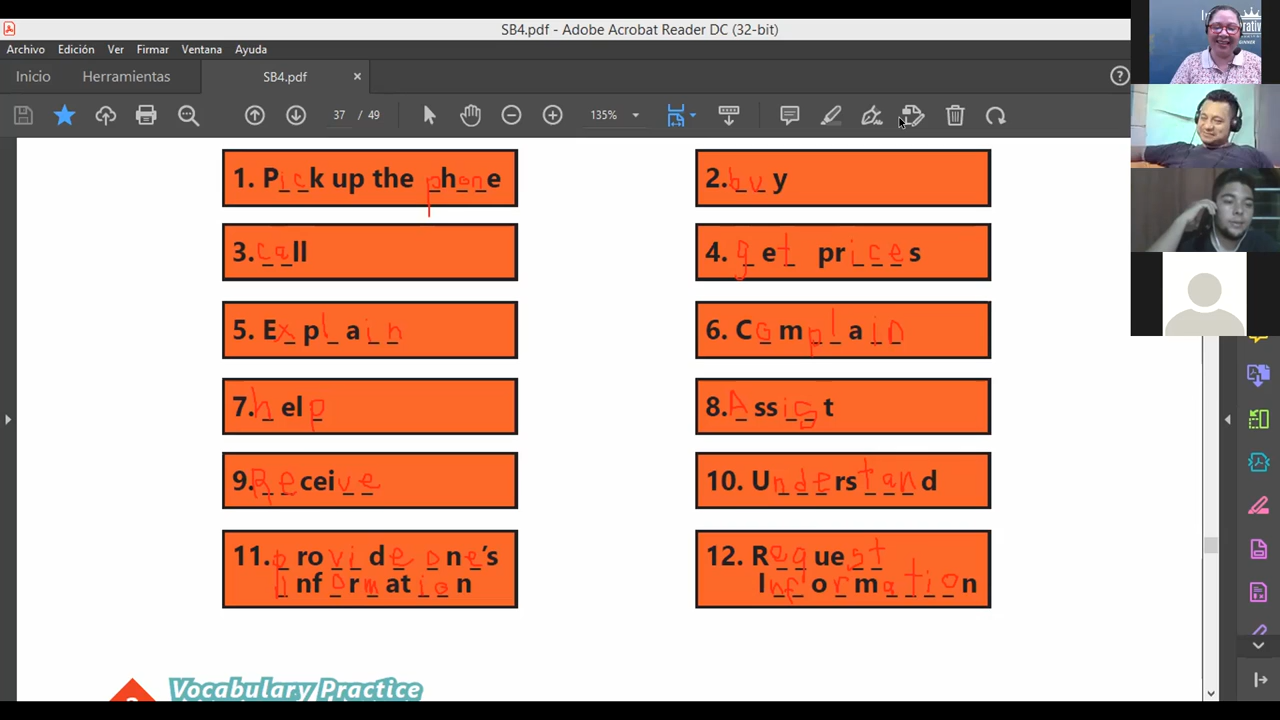 SB4.pdf - Adobe Acrobat Reader DC (32-bit)
Archivo Edición Ver Firmar Ventana Ayuda
Inicio Herramientas SB4.pdf ×
37 / 49 135%
1. Pick up the phone
2. buy
3. call
4. get prices
5. Explain
6. Complain
7. help
8. Assist
9. Receive
10. Understand
11. provide one's
information
12. Request
Information
Vocabulary Practice